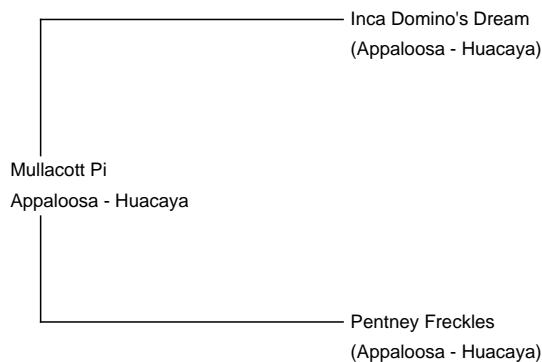 Inca Domino's Dream
(Appaloosa - Huacaya)
Mullacott Pi
Appaloosa - Huacaya
Pentney Freckles
(Appaloosa - Huacaya)